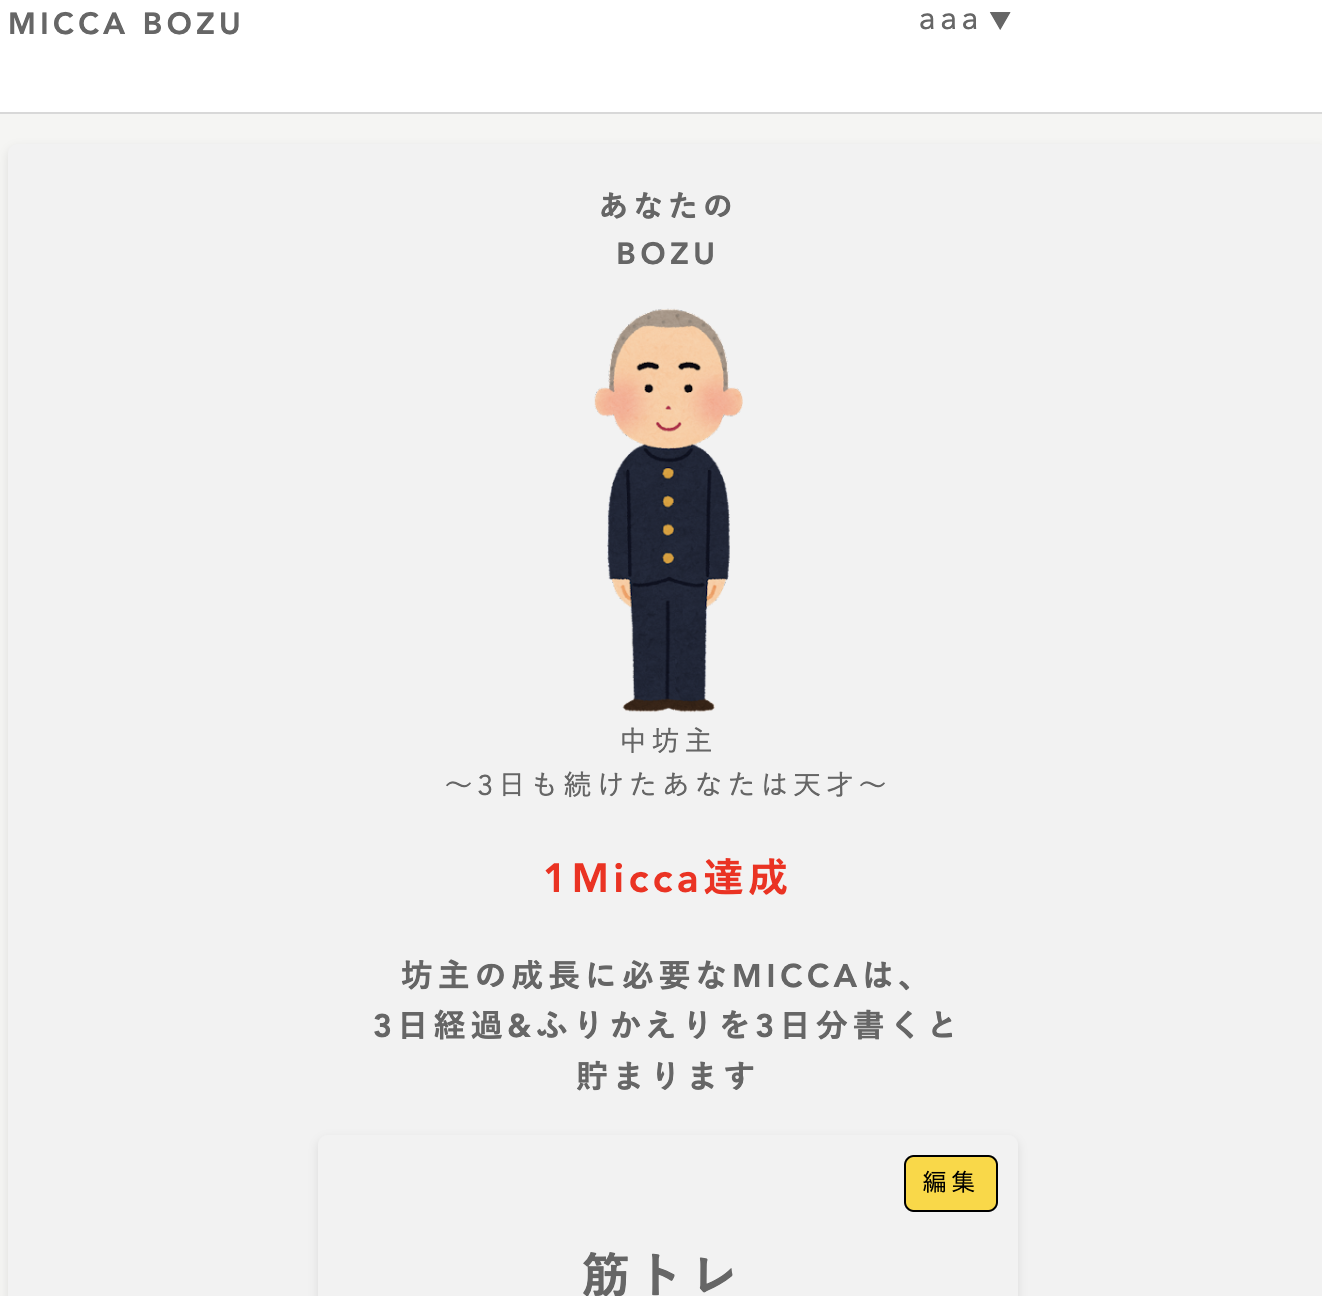 MICCA BOZU
aaa ▼
あなたの
BOZU
中坊主
〜3日も続けたあなたは天才〜
1Micca達成
坊主の成長に必要なMICCAは、
3日経過&ふりかえりを3日分書くと
貯まります
編集
筋トレ